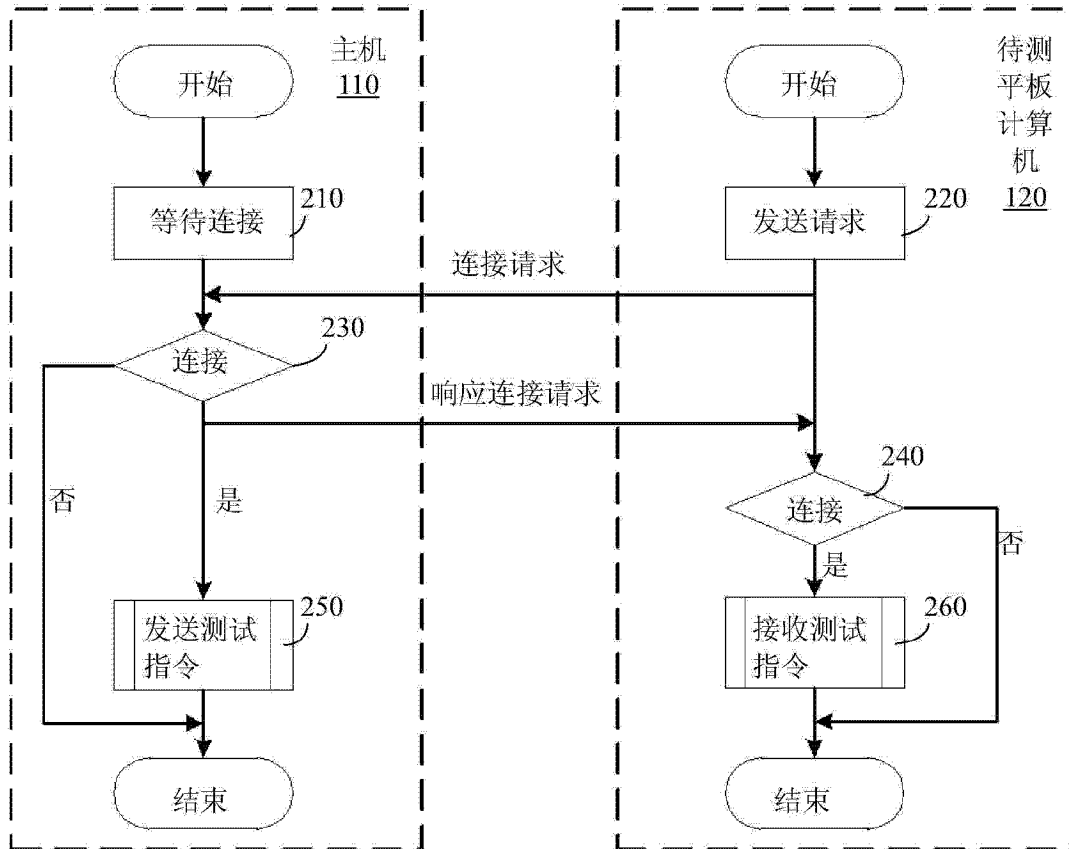 主机
110
开始
等待连接
210
连接请求
连接
230
响应连接请求
否
是
发送测试
指令
250
结束
待测
平板
计算
机
120
开始
发送请求
220
连接
240
否
是
接收测试
指令
260
结束